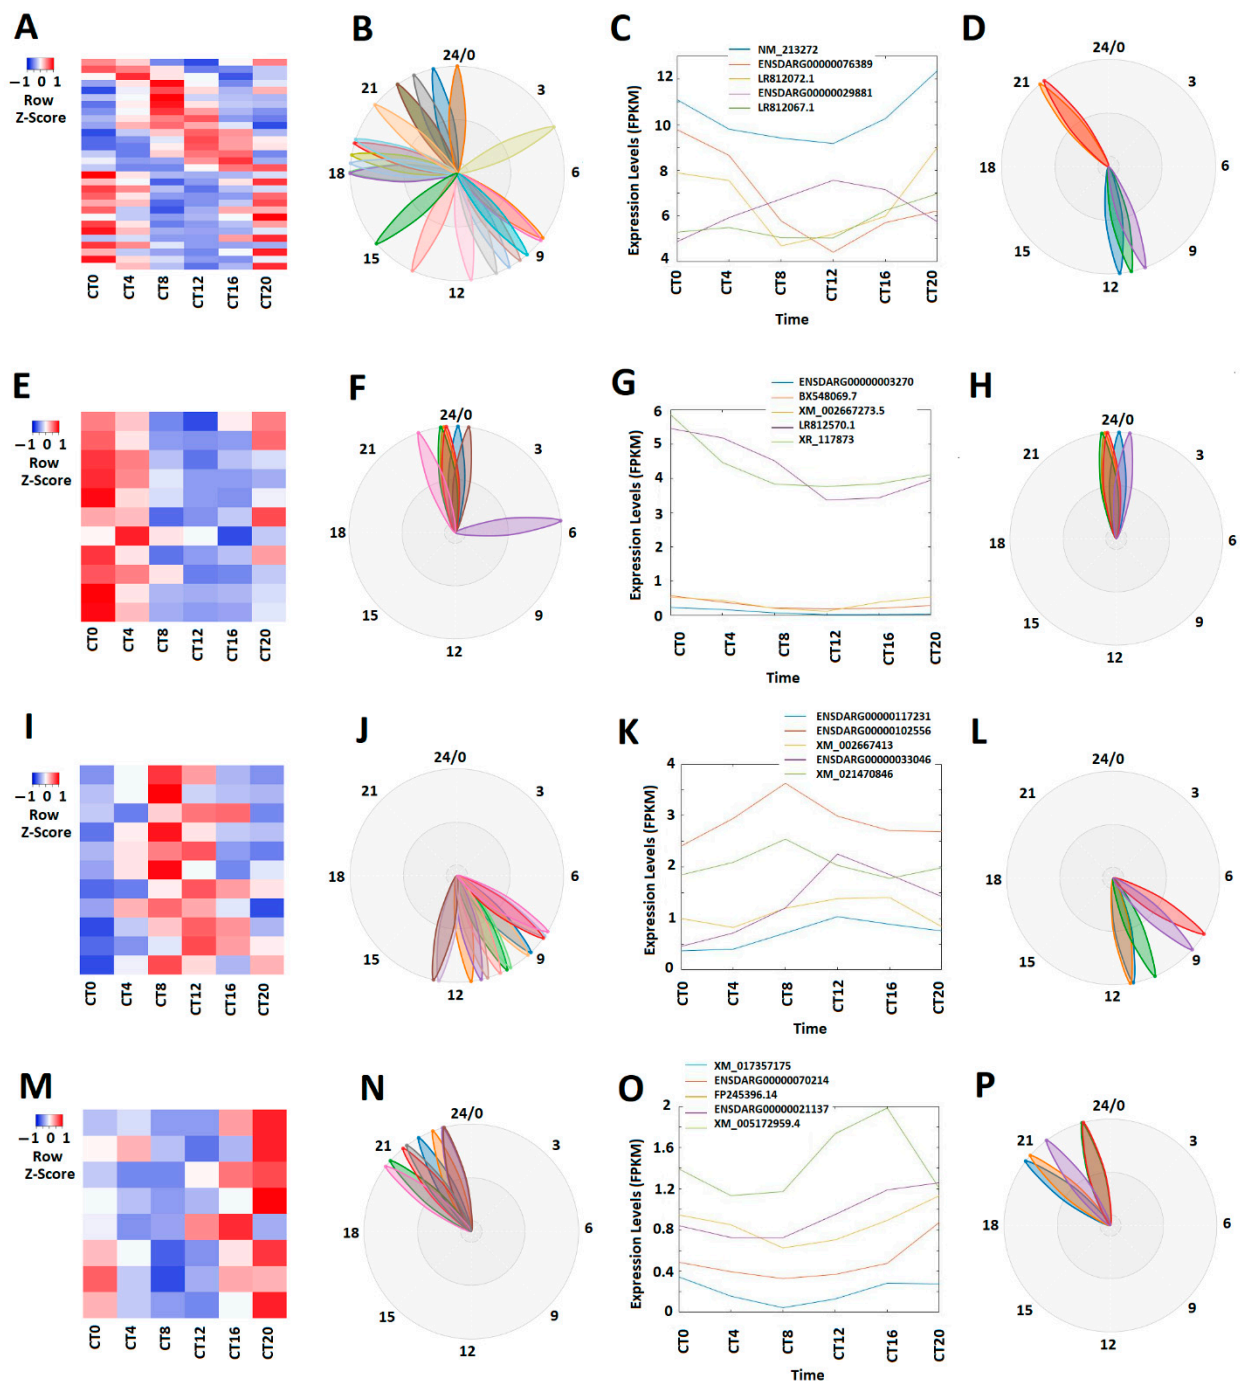 A
−1 0 1
Row
Z-Score
CT0
CT4
CT8
CT12
CT16
CT20
B
24/0
3
6
9
12
15
18
21
C
NM_213272
ENSDARG00000076389
LR812072.1
ENSDARG00000029881
LR812067.1
Expression Levels (FPKM)
12
10
8
6
4
CT0
CT4
CT8
CT12
CT16
CT20
Time
D
24/0
3
6
9
12
15
18
21
E
−1 0 1
Row
Z-Score
CT0
CT4
CT8
CT12
CT16
CT20
F
24/0
3
6
9
12
15
18
21
G
ENSDARG00000003270
BX548069.7
XM_002667273.5
LR812570.1
XR_117873
Expression Levels (FPKM)
6
5
4
3
2
1
0
CT0
CT4
CT8
CT12
CT16
CT20
Time
H
24/0
3
6
9
12
15
18
21
I
−1 0 1
Row
Z-Score
CT0
CT4
CT8
CT12
CT16
CT20
J
24/0
3
6
9
12
15
18
21
K
ENSDARG00000117231
ENSDARG00000102556
XM_002667413
ENSDARG00000033046
XM_021470846
Expression Levels (FPKM)
4
3
2
1
0
CT0
CT4
CT8
CT12
CT16
CT20
Time
L
24/0
3
6
9
12
15
18
21
M
−1 0 1
Row
Z-Score
CT0
CT4
CT8
CT12
CT16
CT20
N
24/0
3
6
9
12
15
18
21
O
XM_017357175
ENSDARG00000070214
FP245396.14
ENSDARG00000021137
XM_005172959.4
Expression Levels (FPKM)
2
1.6
1.2
0.8
0.4
0
CT0
CT4
CT8
CT12
CT16
CT20
Time
P
24/0
3
6
9
12
15
18
21